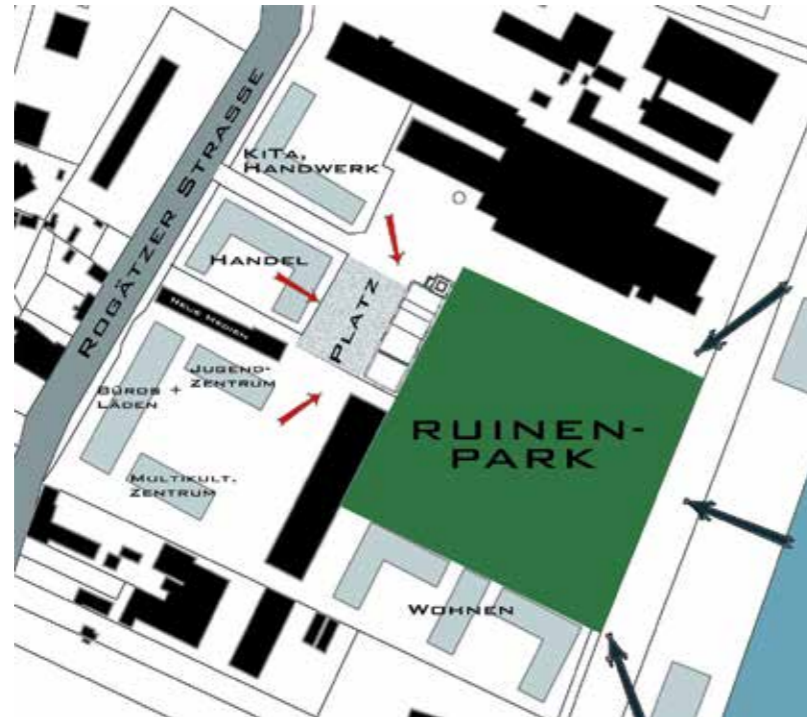 ROGÄTZER STRASSE
KITA,
HANDWERK
HANDEL
PLATZ
NEUE MEDIEN
JUGEND-
ZENTRUM
BÜROS +
LÄDEN
MULTIKULT.
ZENTRUM
RUINEN-
PARK
WOHNEN